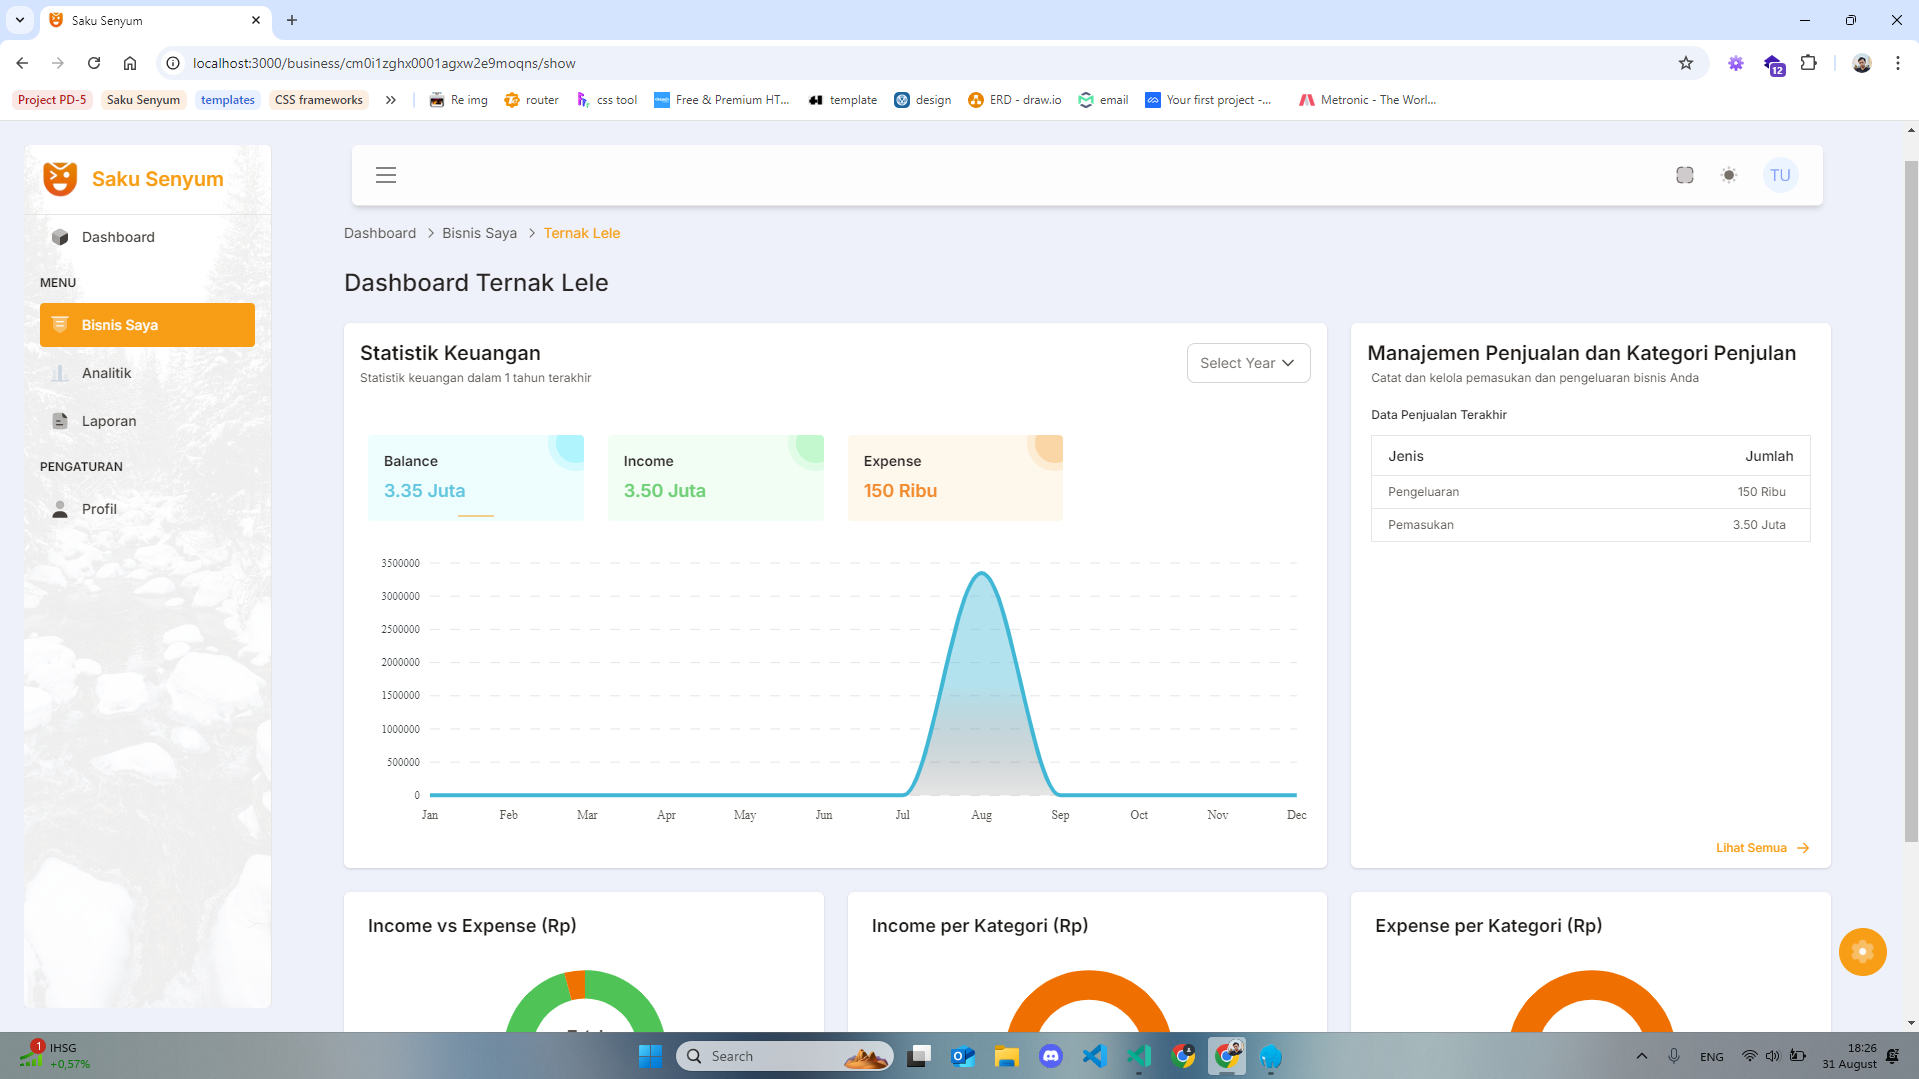 Saku Senyum
localhost:3000/business/cm0i1zghx0001agxw2e9moqns/show
12
Project PD-5
Saku Senyum
templates
CSS frameworks
Re img
router
css tool
Free & Premium HT...
template
design
ERD - draw.io
email
Your first project -...
Metronic - The Worl...
Saku Senyum
TU
Dashboard
MENU
Bisnis Saya
Analitik
Laporan
PENGATURAN
Profil
Dashboard > Bisnis Saya > Ternak Lele
Dashboard Ternak Lele
Statistik Keuangan
Statistik keuangan dalam 1 tahun terakhir
Select Year
Balance
3.35 Juta
Income
3.50 Juta
Expense
150 Ribu
3500000
3000000
2500000
2000000
1500000
1000000
500000
0
Jan Feb Mar Apr May Jun Jul Aug Sep Oct Nov Dec
Manajemen Penjualan dan Kategori Penjulan
Catat dan kelola pemasukan dan pengeluaran bisnis Anda
Data Penjualan Terakhir
Jenis Jumlah
Pengeluaran 150 Ribu
Pemasukan 3.50 Juta
Lihat Semua
Income vs Expense (Rp)
Income per Kategori (Rp)
Expense per Kategori (Rp)
1
IHSG
+0,57%
Search
ENG
18:26
31 August